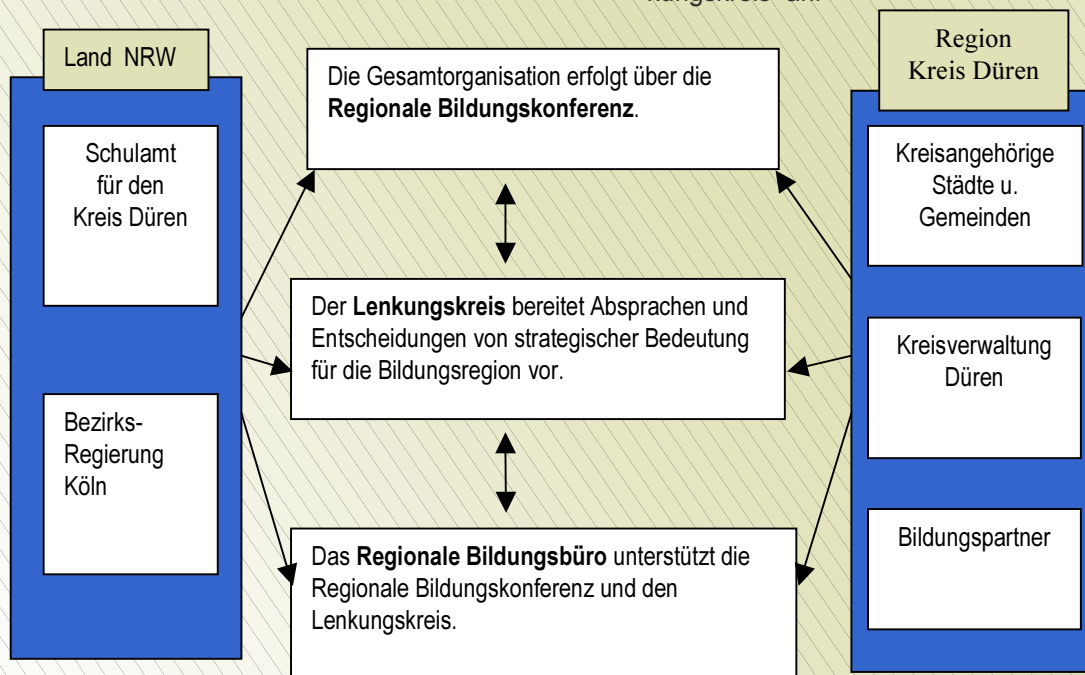 Land NRW
Schulamt
für den
Kreis Düren
Bezirks-
Regierung
Köln
Die Gesamtorganisation erfolgt über die
Regionale Bildungskonferenz.
Der Lenkungskreis bereitet Absprachen und
Entscheidungen von strategischer Bedeutung
für die Bildungsregion vor.
Das Regionale Bildungsbüro unterstützt die
Regionale Bildungskonferenz und den
Lenkungskreis.
Region
Kreis Düren
Kreisangehörige
Städte u.
Gemeinden
Kreisverwaltung
Düren
Bildungspartner